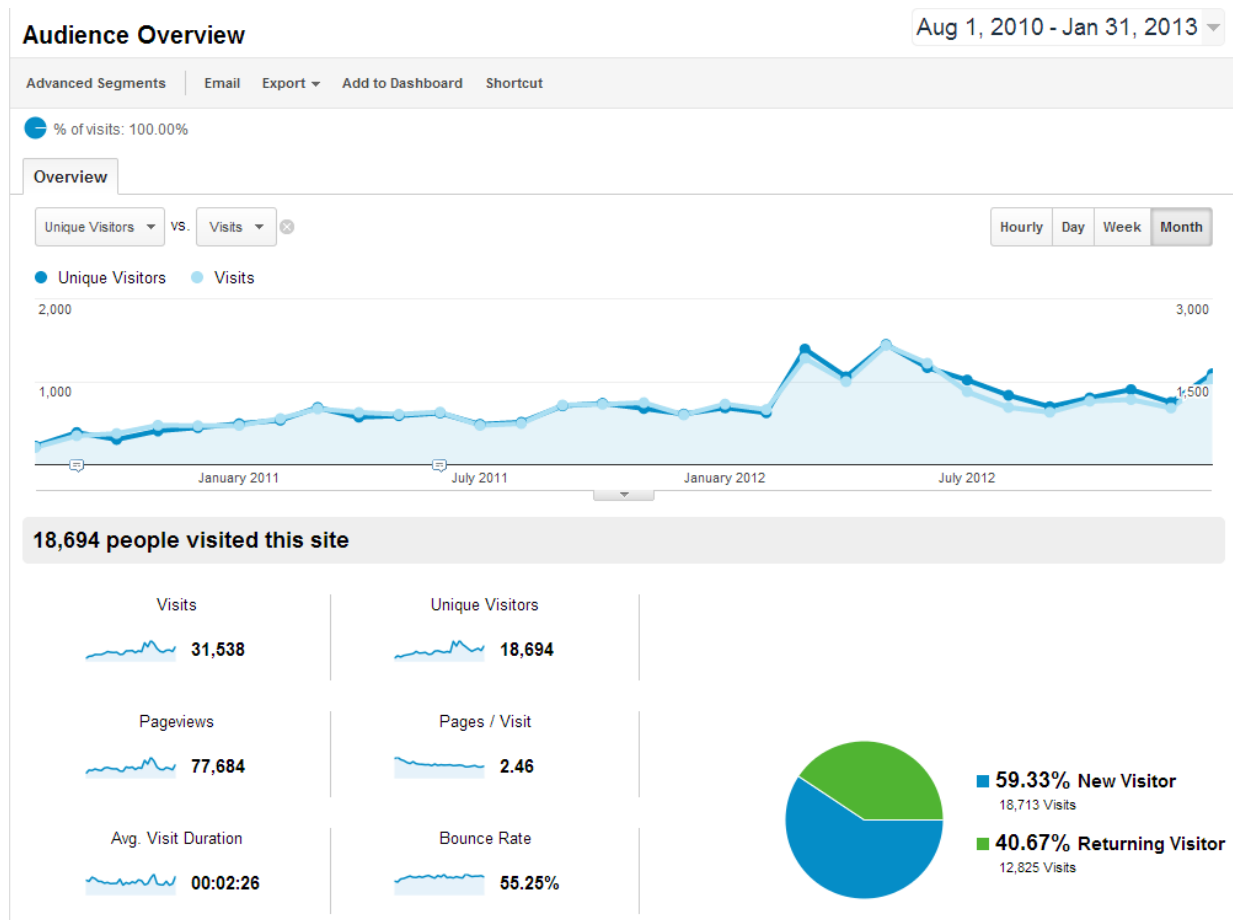 Audience Overview
Aug 1, 2010 - Jan 31, 2013
Advanced Segments Email Export Add to Dashboard Shortcut
% of visits: 100.00%
Overview
Unique Visitors VS. Visits
Hourly Day Week Month
Unique Visitors Visits
2,000 3,000
1,000 1,500
January 2011 July 2011 January 2012 July 2012
18,694 people visited this site
Visits Unique Visitors
31,538 18,694
Pageviews Pages / Visit
77,684 2.46
59.33% New Visitor
18,713 Visits
40.67% Returning Visitor
12,825 Visits
Avg. Visit Duration Bounce Rate
00:02:26 55.25%